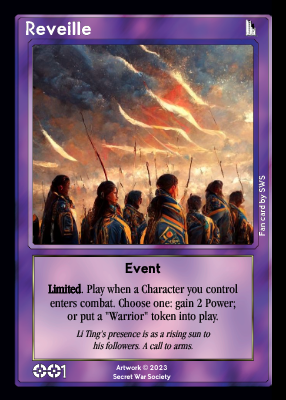 Reveille
Fan card by SWS
Event
Limited. Play when a Character you control
enters combat. Choose one: gain 2 Power;
or put a "Warrior" token into play.
Li Ting's presence is as a rising sun to
his followers. A call to arms.
Artwork © 2023
Secret War Society